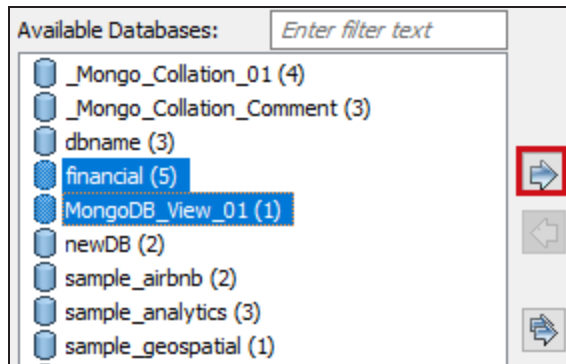 Available Databases: Enter filter text
_Mongo_Collation_01 (4)
_Mongo_Collation_Comment (3)
dbname (3)
financial (5)
MongoDB_View_01 (1)
newDB (2)
sample_airbnb (2)
sample_analytics (3)
sample_geospatial (1)